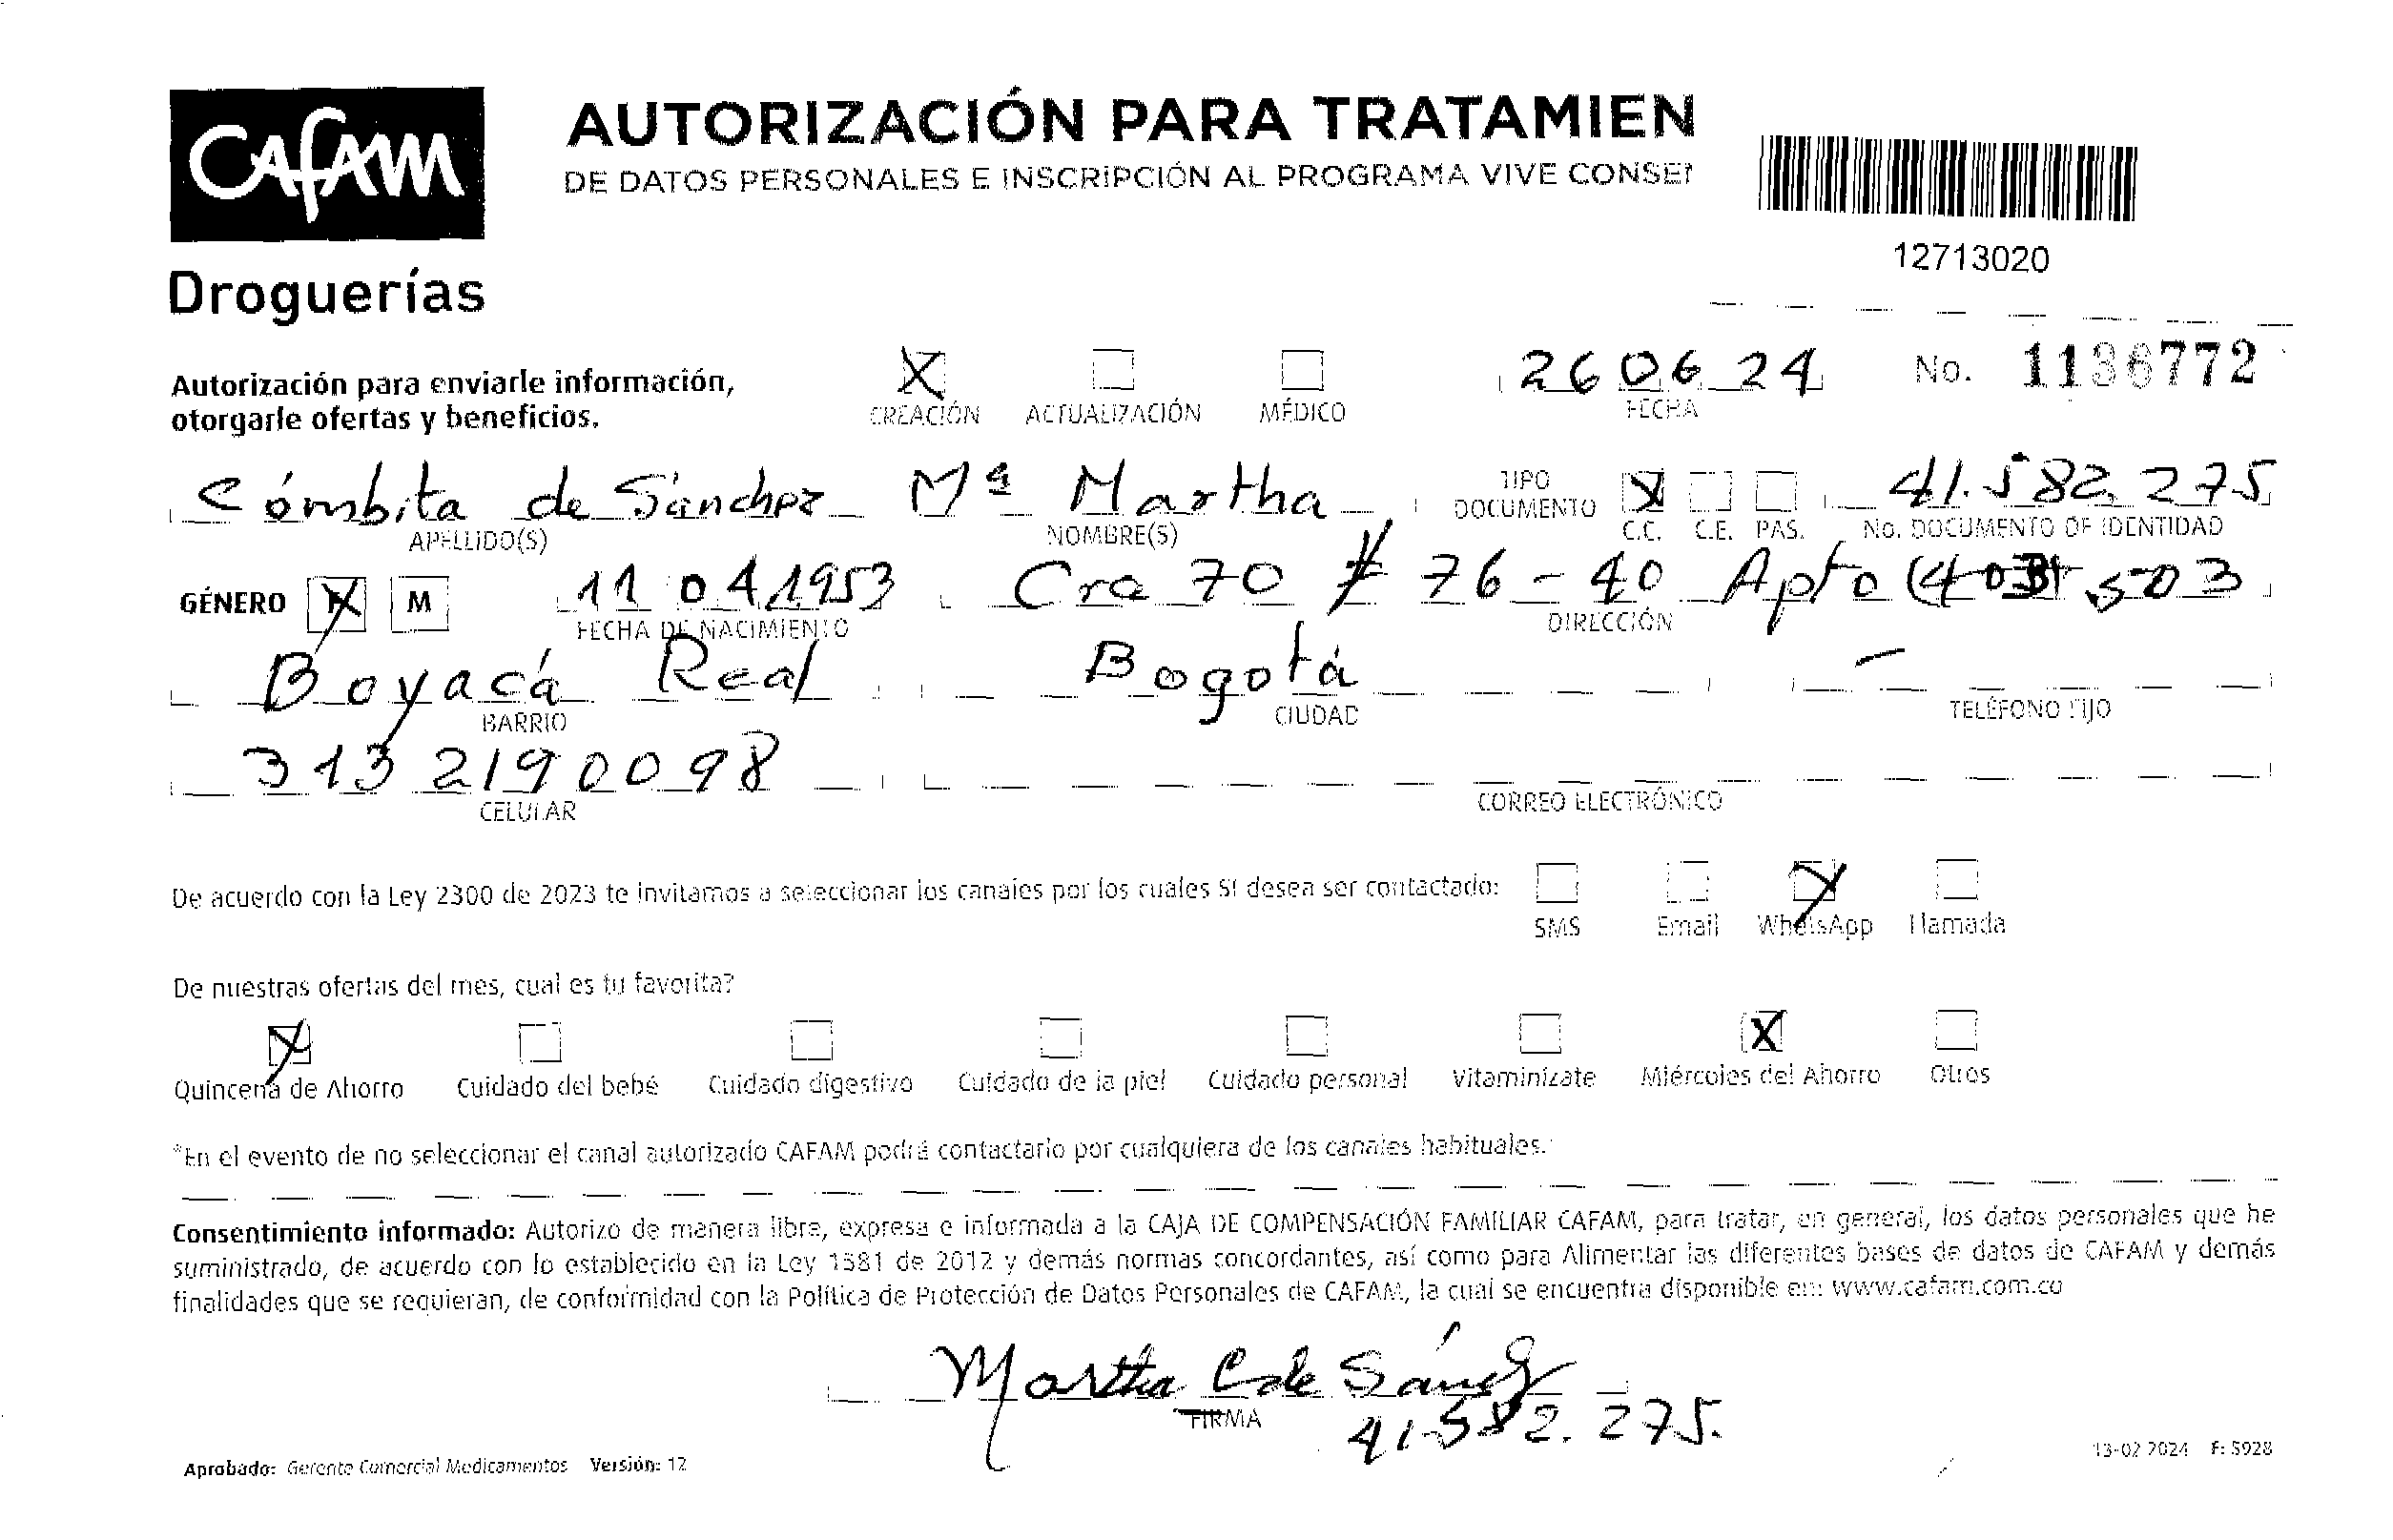 CAFAM
Droguerías
AUTORIZACIÓN PARA TRATAMIEN
DE DATOS PERSONALES E INSCRIPCIÓN AL PROGRAMA VIVE CONSE
12713020
Autorización para enviarle información,
otorgarle ofertas y beneficios.
X
CREACIÓN ACTUALIZACIÓN MÉDICO
26 06 24
FECHA
No. 1136772
Cómbita de Sánchez Mª Martha
APELLIDO(S) NOMBRE(S)
TIPO
DOCUMENTO
X
C.C. C.E. PAS.
41.582.275
No. DOCUMENTO DE IDENTIDAD
GÉNERO F M 11 04 1953 Cra 70 # 76-40 Apto (403) 503
FECHA DE NACIMIENTO DIRECCIÓN
Boyacá Real Bogotá –
BARRIO CIUDAD TELÉFONO FIJO
313 2190098
CELULAR CORREO ELECTRÓNICO
De acuerdo con la Ley 2300 de 2023 te invitamos a seleccionar los canales por los cuales SI desea ser contactado:
X
SMS Email WhatsApp Llamada
De nuestras ofertas del mes, cual es tu favorita?
X X
Quincena de Ahorro Cuidado del bebé Cuidado digestivo Cuidado de la piel Cuidado personal Vitaminízate Miércoles del Ahorro Otros
*En el evento de no seleccionar el canal autorizado CAFAM podrá contactarlo por cualquiera de los canales habituales.
Consentimiento informado: Autorizo de manera libre, expresa e informada a la CAJA DE COMPENSACIÓN FAMILIAR CAFAM, para tratar, en general, los datos personales que he
suministrado, de acuerdo con lo establecido en la Ley 1581 de 2012 y demás normas concordantes, así como para Alimentar las diferentes bases de datos de CAFAM y demás
finalidades que se requieran, de conformidad con la Política de Protección de Datos Personales de CAFAM, la cual se encuentra disponible en: www.cafam.com.co
Martha C de Sánchez
FIRMA
41.582.275.
Aprobado: Gerente Comercial Medicamentos Versión: 12
13-02 2024 F: 5928